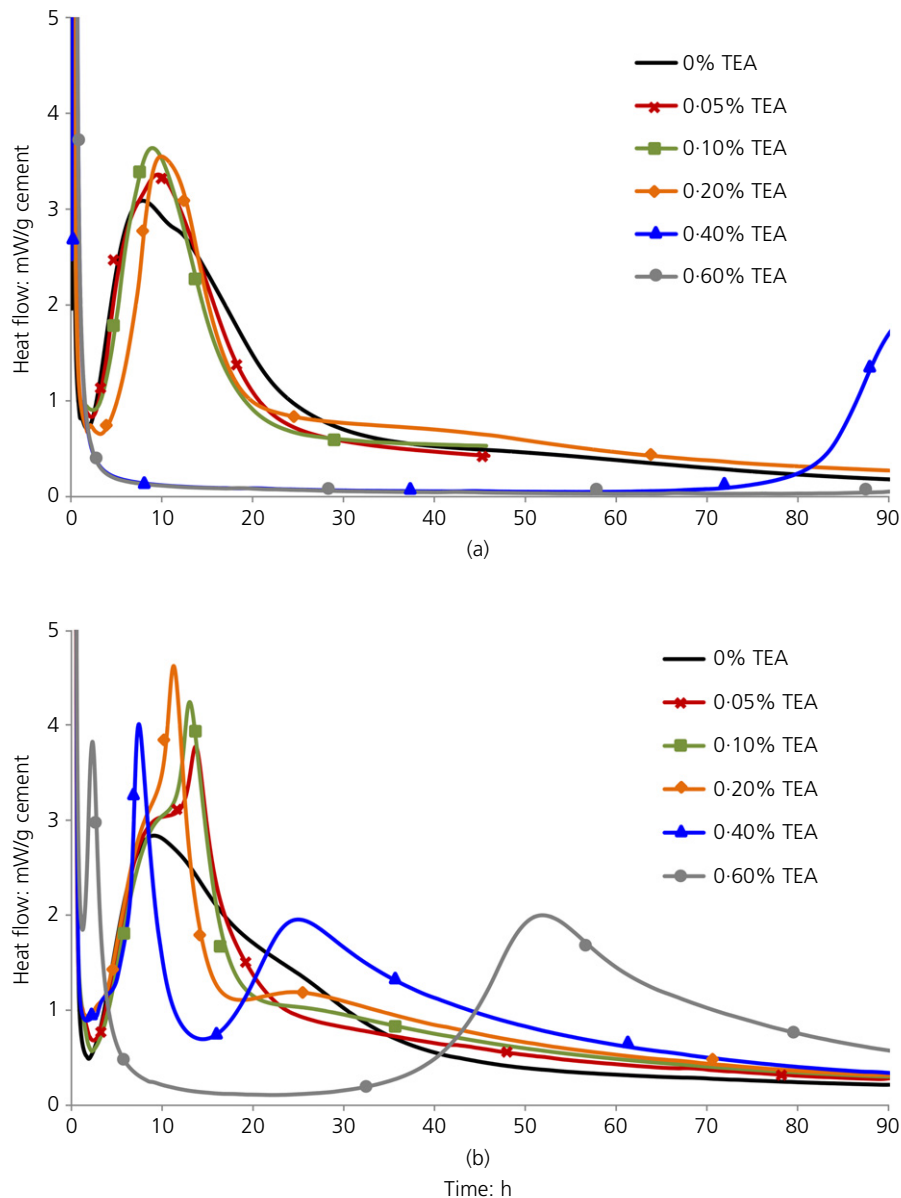 5
4
3
2
1
0
Heat flow: mW/g cement
0% TEA
0·05% TEA
0·10% TEA
0·20% TEA
0·40% TEA
0·60% TEA
0 10 20 30 40 50 60 70 80 90
(a)
5
4
3
2
1
0
Heat flow: mW/g cement
0% TEA
0·05% TEA
0·10% TEA
0·20% TEA
0·40% TEA
0·60% TEA
0 10 20 30 40 50 60 70 80 90
(b)
Time: h